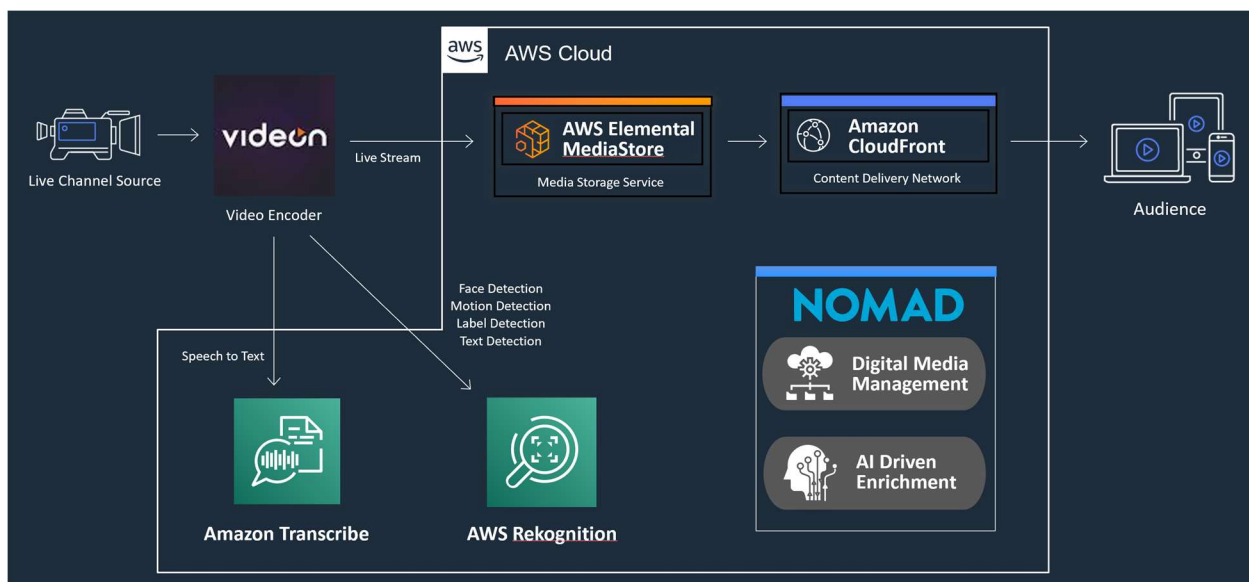 aws
AWS Cloud
Live Channel Source
videon
Video Encoder
Live Stream
AWS Elemental
MediaStore
Media Storage Service
Amazon
CloudFront
Content Delivery Network
Audience
Face Detection
Motion Detection
Label Detection
Text Detection
Speech to Text
Amazon Transcribe
AWS Rekognition
NOMAD
Digital Media
Management
AI Driven
Enrichment